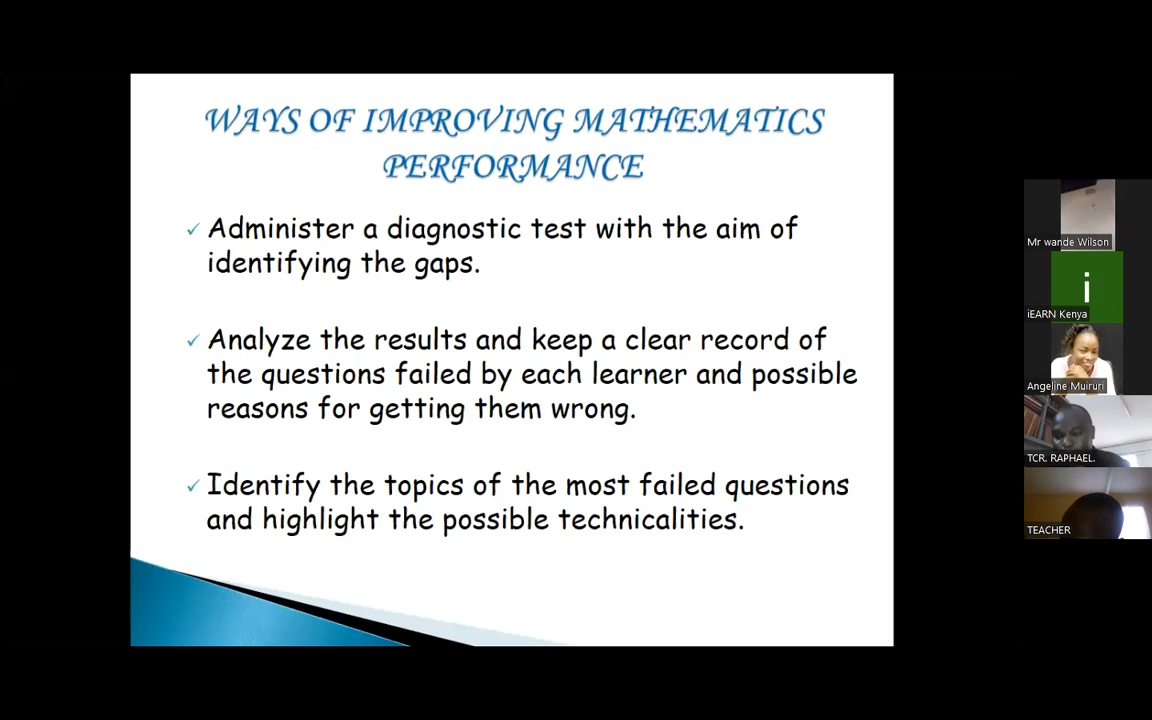 WAYS OF IMPROVING MATHEMATICS
PERFORMANCE
✓ Administer a diagnostic test with the aim of
identifying the gaps.
✓ Analyze the results and keep a clear record of
the questions failed by each learner and possible
reasons for getting them wrong.
✓ Identify the topics of the most failed questions
and highlight the possible technicalities.
Mr wande Wilson
i
iEARN Kenya
Angeline Muiruri
TCR. RAPHAEL.
TEACHER